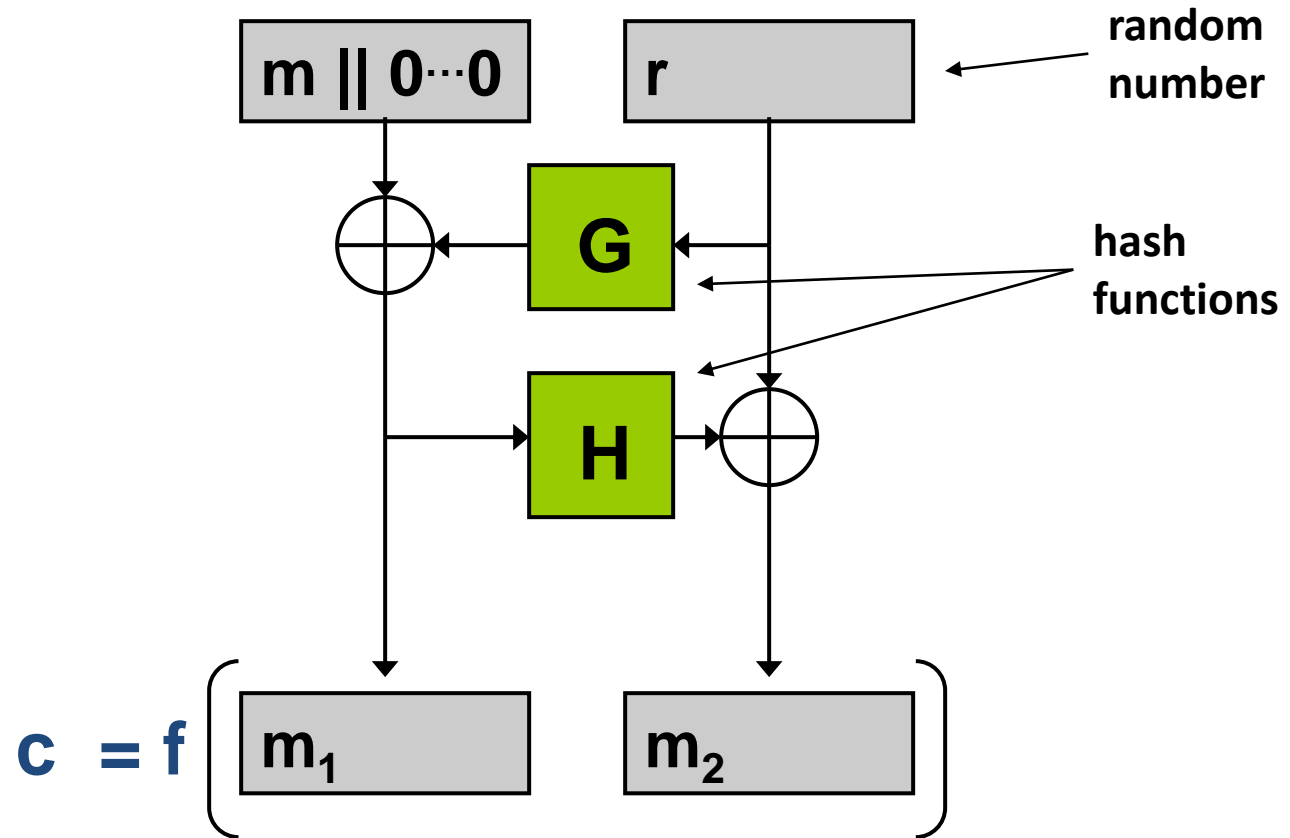 random
number
m || 0···0
r
G
hash
functions
H
c = f
m₁
m₂